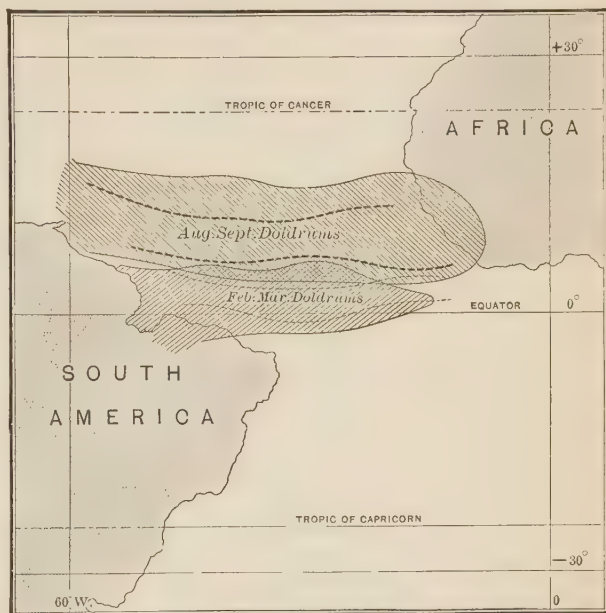 +30°
TROPIC OF CANCER
AFRICA
Aug. Sept. Doldrums
Feb. Mar. Doldrums
EQUATOR
0°
SOUTH
AMERICA
TROPIC OF CAPRICORN
—30°
60 W.
0